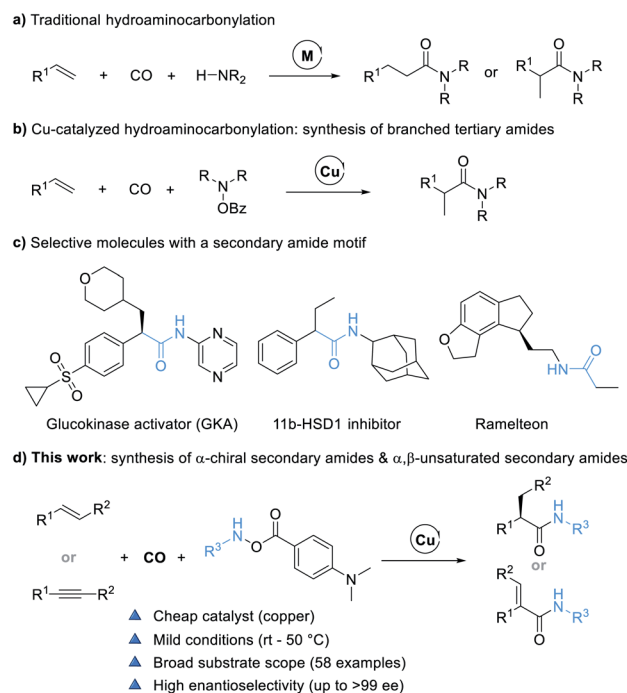 a) Traditional hydroaminocarbonylation
R¹ + CO + H–NR₂ M R¹ O N R R or R¹ O N R R
b) Cu-catalyzed hydroaminocarbonylation: synthesis of branched tertiary amides
R¹ + CO + R N R OBz Cu R¹ O N R R
c) Selective molecules with a secondary amide motif
O H N N N O O S O
H N O
O HN O
Glucokinase activator (GKA) 11b-HSD1 inhibitor Ramelteon
d) This work: synthesis of α-chiral secondary amides & α,β-unsaturated secondary amides
R¹ R² or R¹ R² + CO + R³ H N O O N Cu R² R¹ O H N R³ or R² R¹ O H N R³
Cheap catalyst (copper)
Mild conditions (rt - 50 °C)
Broad substrate scope (58 examples)
High enantioselectivity (up to >99 ee)